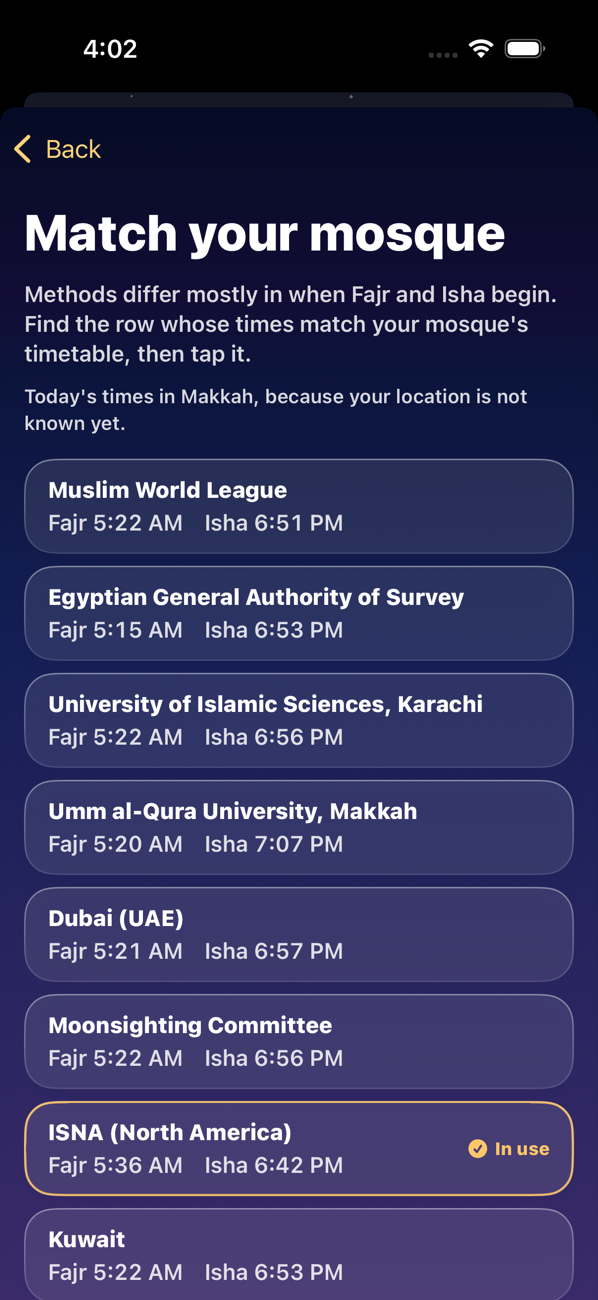 4:02
Back
Match your mosque
Methods differ mostly in when Fajr and Isha begin.
Find the row whose times match your mosque's
timetable, then tap it.
Today's times in Makkah, because your location is not
known yet.
Muslim World League
Fajr 5:22 AM Isha 6:51 PM
Egyptian General Authority of Survey
Fajr 5:15 AM Isha 6:53 PM
University of Islamic Sciences, Karachi
Fajr 5:22 AM Isha 6:56 PM
Umm al-Qura University, Makkah
Fajr 5:20 AM Isha 7:07 PM
Dubai (UAE)
Fajr 5:21 AM Isha 6:57 PM
Moonsighting Committee
Fajr 5:22 AM Isha 6:56 PM
ISNA (North America)
Fajr 5:36 AM Isha 6:42 PM
In use
Kuwait
Fajr 5:22 AM Isha 6:53 PM